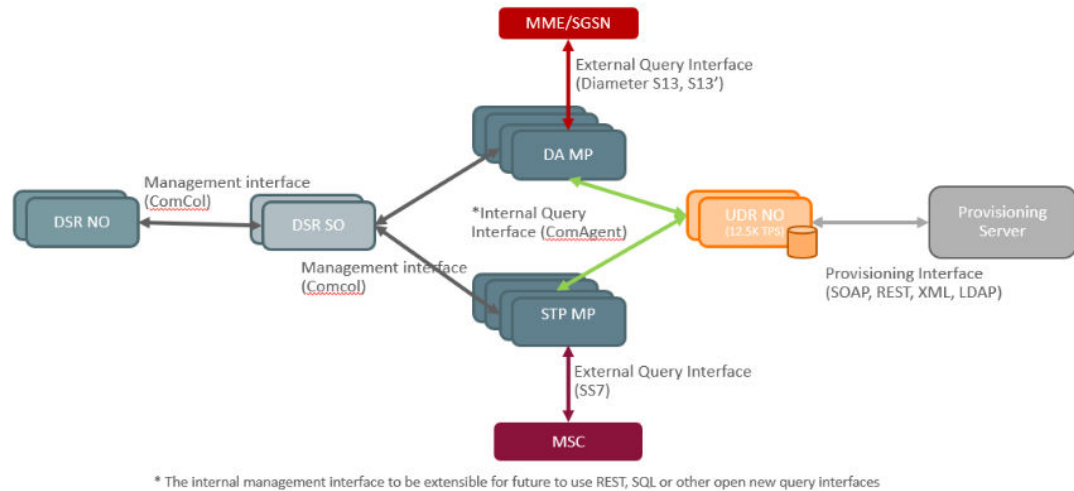 MME/SGSN
External Query Interface
(Diameter S13, S13’)
DA MP
Management interface
(ComCol)
DSR NO
DSR SO
*Internal Query
Interface (ComAgent)
UDR NO
(12.5K TPS)
Provisioning
Server
Management interface
(Comcol)
Provisioning Interface
(SOAP, REST, XML, LDAP)
STP MP
External Query Interface
(SS7)
MSC
* The internal management interface to be extensible for future to use REST, SQL or other open new query interfaces